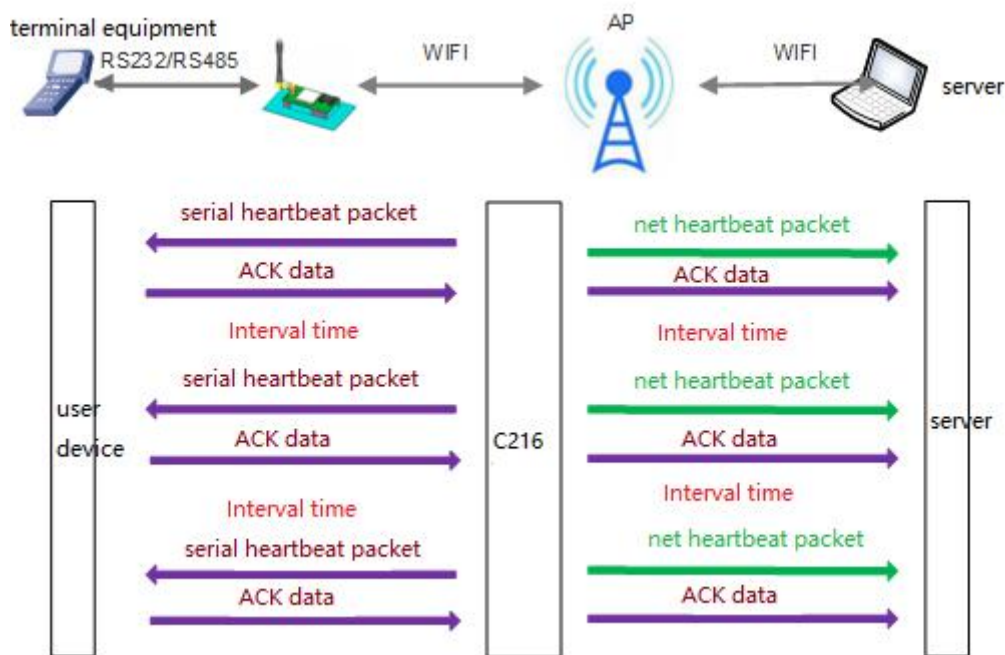 terminal equipment
RS232/RS485
WIFI
AP
WIFI
server
serial heartbeat packet
net heartbeat packet
ACK data
ACK data
Interval time
Interval time
serial heartbeat packet
net heartbeat packet
user
device
C216
server
ACK data
ACK data
Interval time
Interval time
serial heartbeat packet
net heartbeat packet
ACK data
ACK data